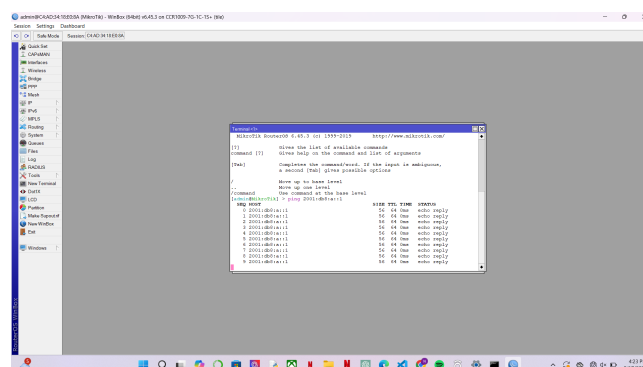 admin@C4:AD:34:18:E0:8A (MikroTik) - WinBox (64bit) v6.45.3 on CCR1009-7G-1C-1S+ (tile)
Session Settings Dashboard
Safe Mode Session: C4:AD:34:18:E0:8A
Quick Set
CAPsMAN
Interfaces
Wireless
Bridge
PPP
Mesh
IP
IPv6
MPLS
Routing
System
Queues
Files
Log
RADIUS
Tools
New Terminal
Dot1X
LCD
Partition
Make Supout.rif
New WinBox
Exit
Windows
RouterOS WinBox
Terminal <1>
MikroTik RouterOS 6.45.3 (c) 1999-2019 http://www.mikrotik.com/
[?] Gives the list of available commands
command [?] Gives help on the command and list of arguments
[Tab] Completes the command/word. If the input is ambiguous,
a second [Tab] gives possible options
/ Move up to base level
.. Move up one level
/command Use command at the base level
[admin@MikroTik] > ping 2001:db8:a::1
SEQ HOST SIZE TTL TIME STATUS
0 2001:db8:a::1 56 64 0ms echo reply
1 2001:db8:a::1 56 64 0ms echo reply
2 2001:db8:a::1 56 64 0ms echo reply
3 2001:db8:a::1 56 64 0ms echo reply
4 2001:db8:a::1 56 64 0ms echo reply
5 2001:db8:a::1 56 64 0ms echo reply
6 2001:db8:a::1 56 64 0ms echo reply
7 2001:db8:a::1 56 64 0ms echo reply
8 2001:db8:a::1 56 64 0ms echo reply
9 2001:db8:a::1 56 64 0ms echo reply
4:23 P